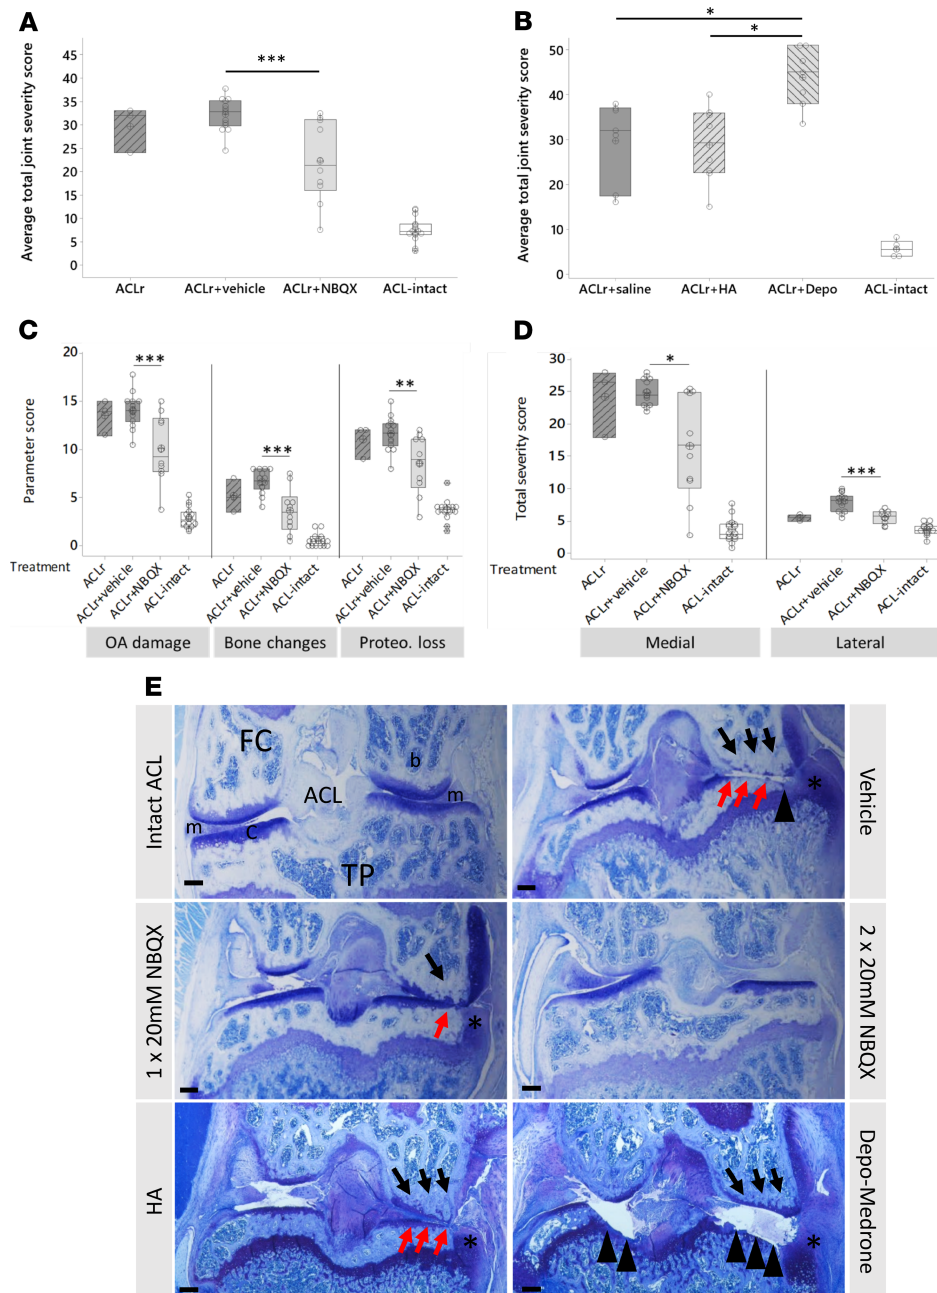 A
Average total joint severity score
45
40
35
30
25
20
15
10
5
0
***
ACLr
ACLr+vehicle
ACLr+NBQX
ACL-intact
B
Average total joint severity score
50
40
30
20
10
0
*
*
ACLr+saline
ACLr+HA
ACLr+Depo
ACL-intact
C
Parameter score
20
15
10
5
0
***
***
**
Treatment
ACLr
ACLr+vehicle
ACLr+NBQX
ACL-intact
ACLr
ACLr+vehicle
ACLr+NBQX
ACL-intact
ACLr
ACLr+vehicle
ACLr+NBQX
ACL-intact
OA damage
Bone changes
Proteo. loss
D
Total severity score
30
25
20
15
10
5
0
*
***
Treatment
ACLr
ACLr+vehicle
ACLr+NBQX
ACL-intact
ACLr
ACLr+vehicle
ACLr+NBQX
ACL-intact
Medial
Lateral
E
Intact ACL
FC
b
ACL
m
m
C
TP
Vehicle
*
1 x 20mM NBQX
*
2 x 20mM NBQX
HA
*
Depo-Medrone
*